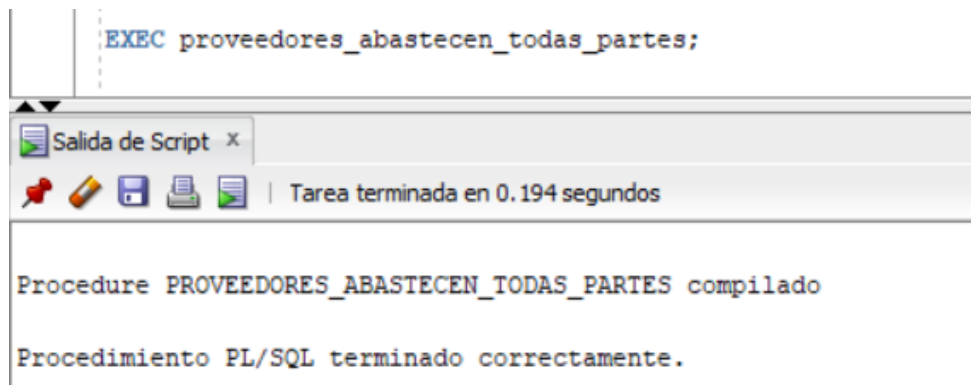 EXEC proveedores_abastecen_todas_partes;
Salida de Script x
Tarea terminada en 0.194 segundos
Procedure PROVEEDORES_ABASTECEN_TODAS_PARTES compilado
Procedimiento PL/SQL terminado correctamente.